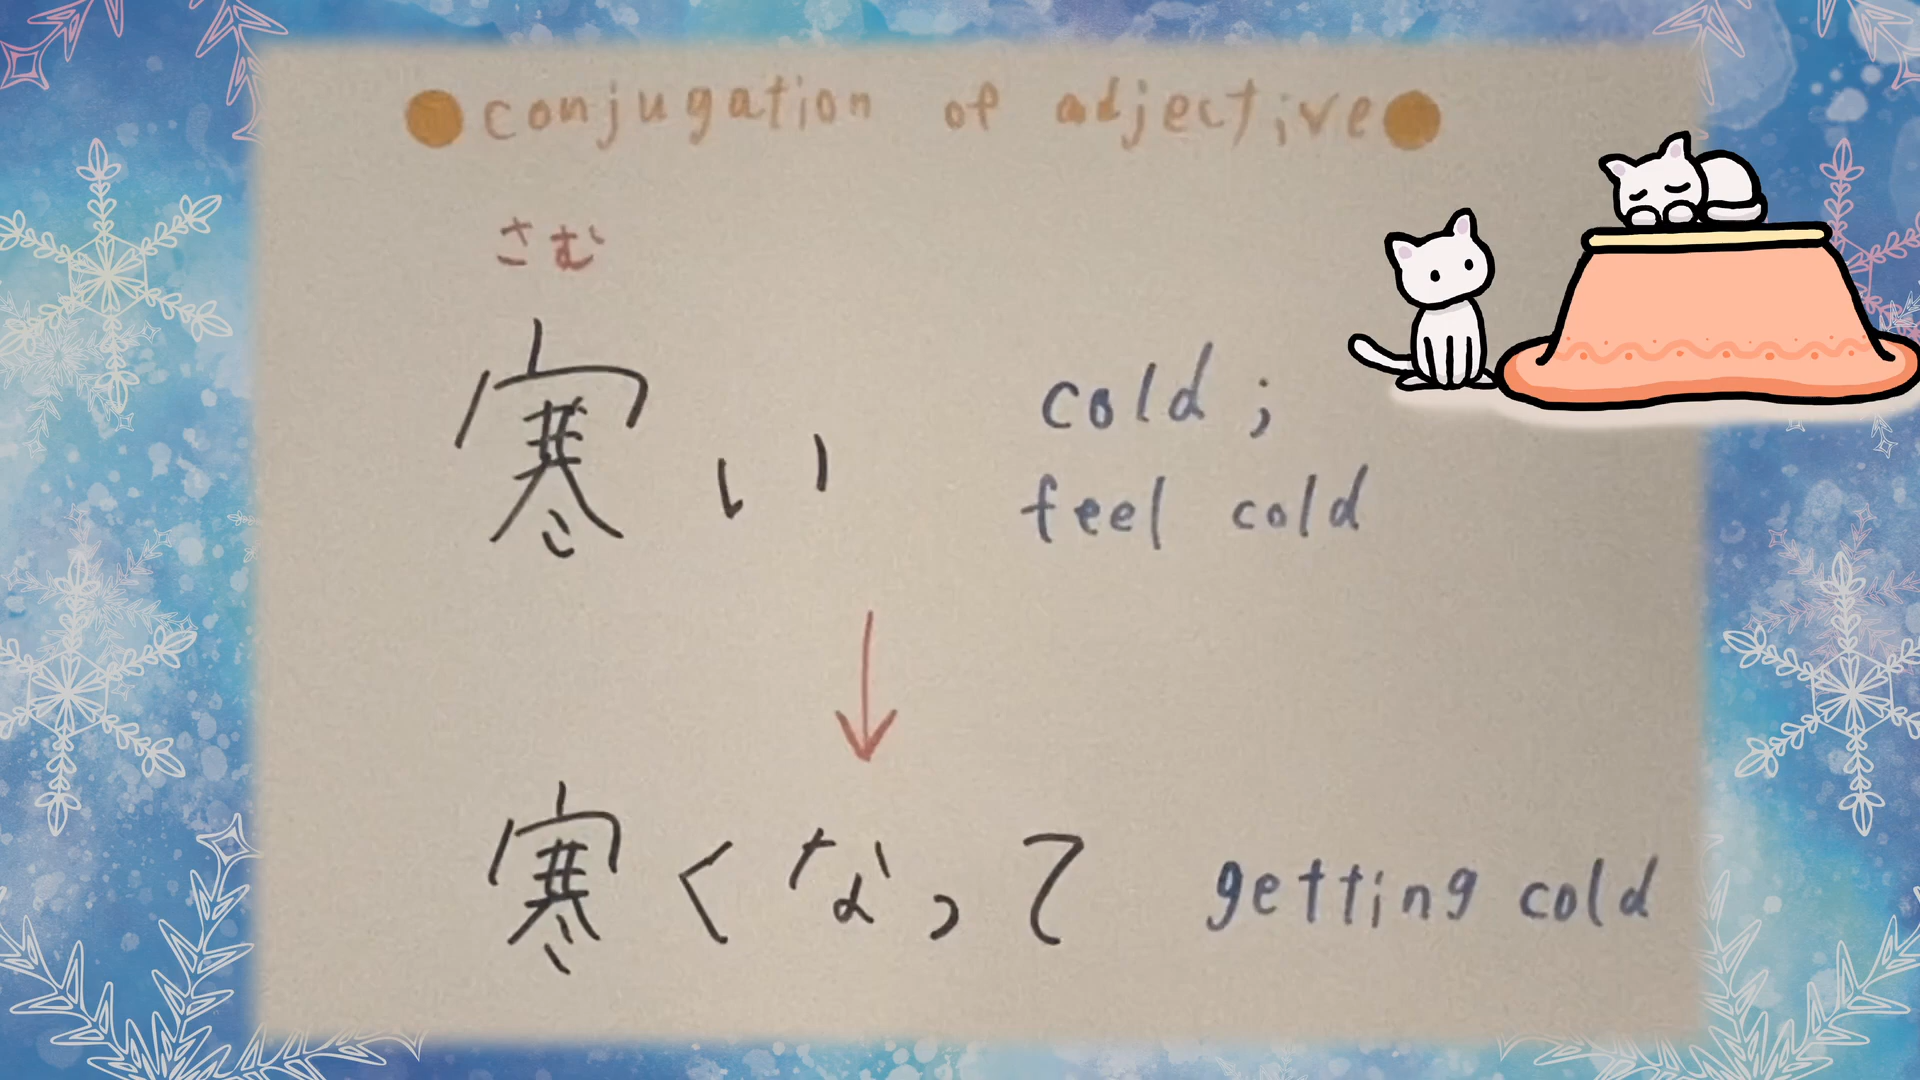 ●conjugation of adjective●
さむ
寒い
cold;
feel cold
↓
寒くなって getting cold